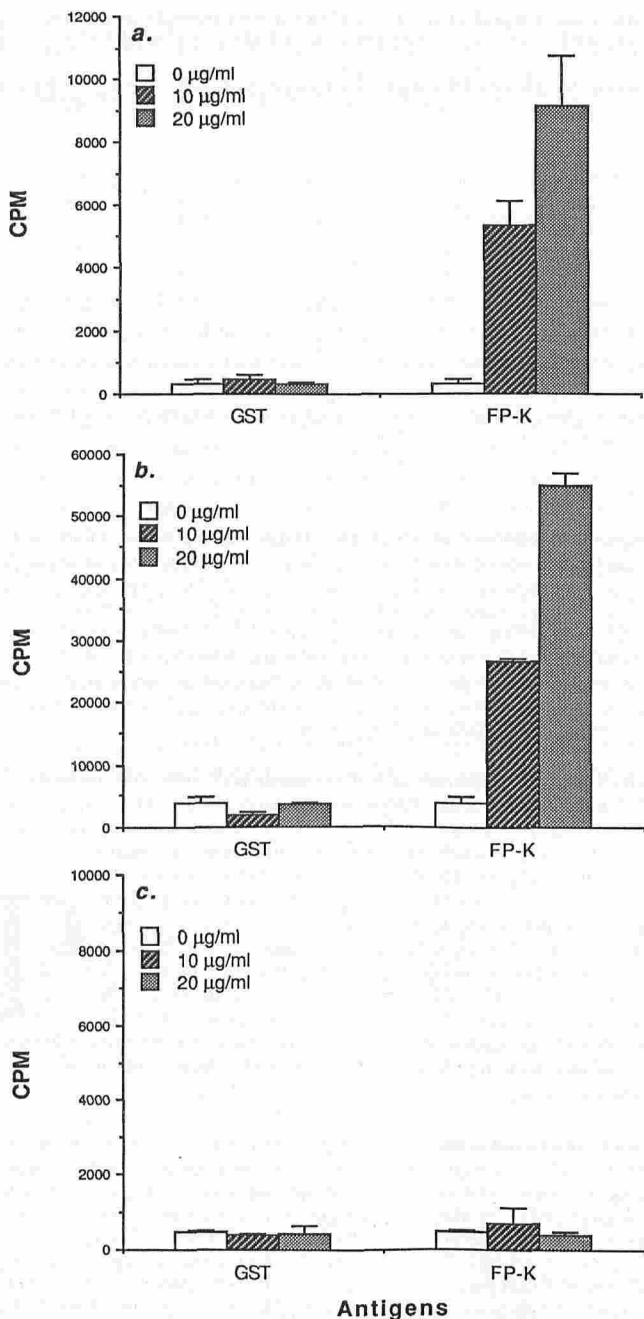 a.
0 µg/ml
10 µg/ml
20 µg/ml
12000
10000
8000
6000
4000
2000
0
CPM
GST
FP-K
b.
0 µg/ml
10 µg/ml
20 µg/ml
60000
50000
40000
30000
20000
10000
0
CPM
GST
FP-K
c.
0 µg/ml
10 µg/ml
20 µg/ml
10000
8000
6000
4000
2000
0
CPM
GST
FP-K
Antigens